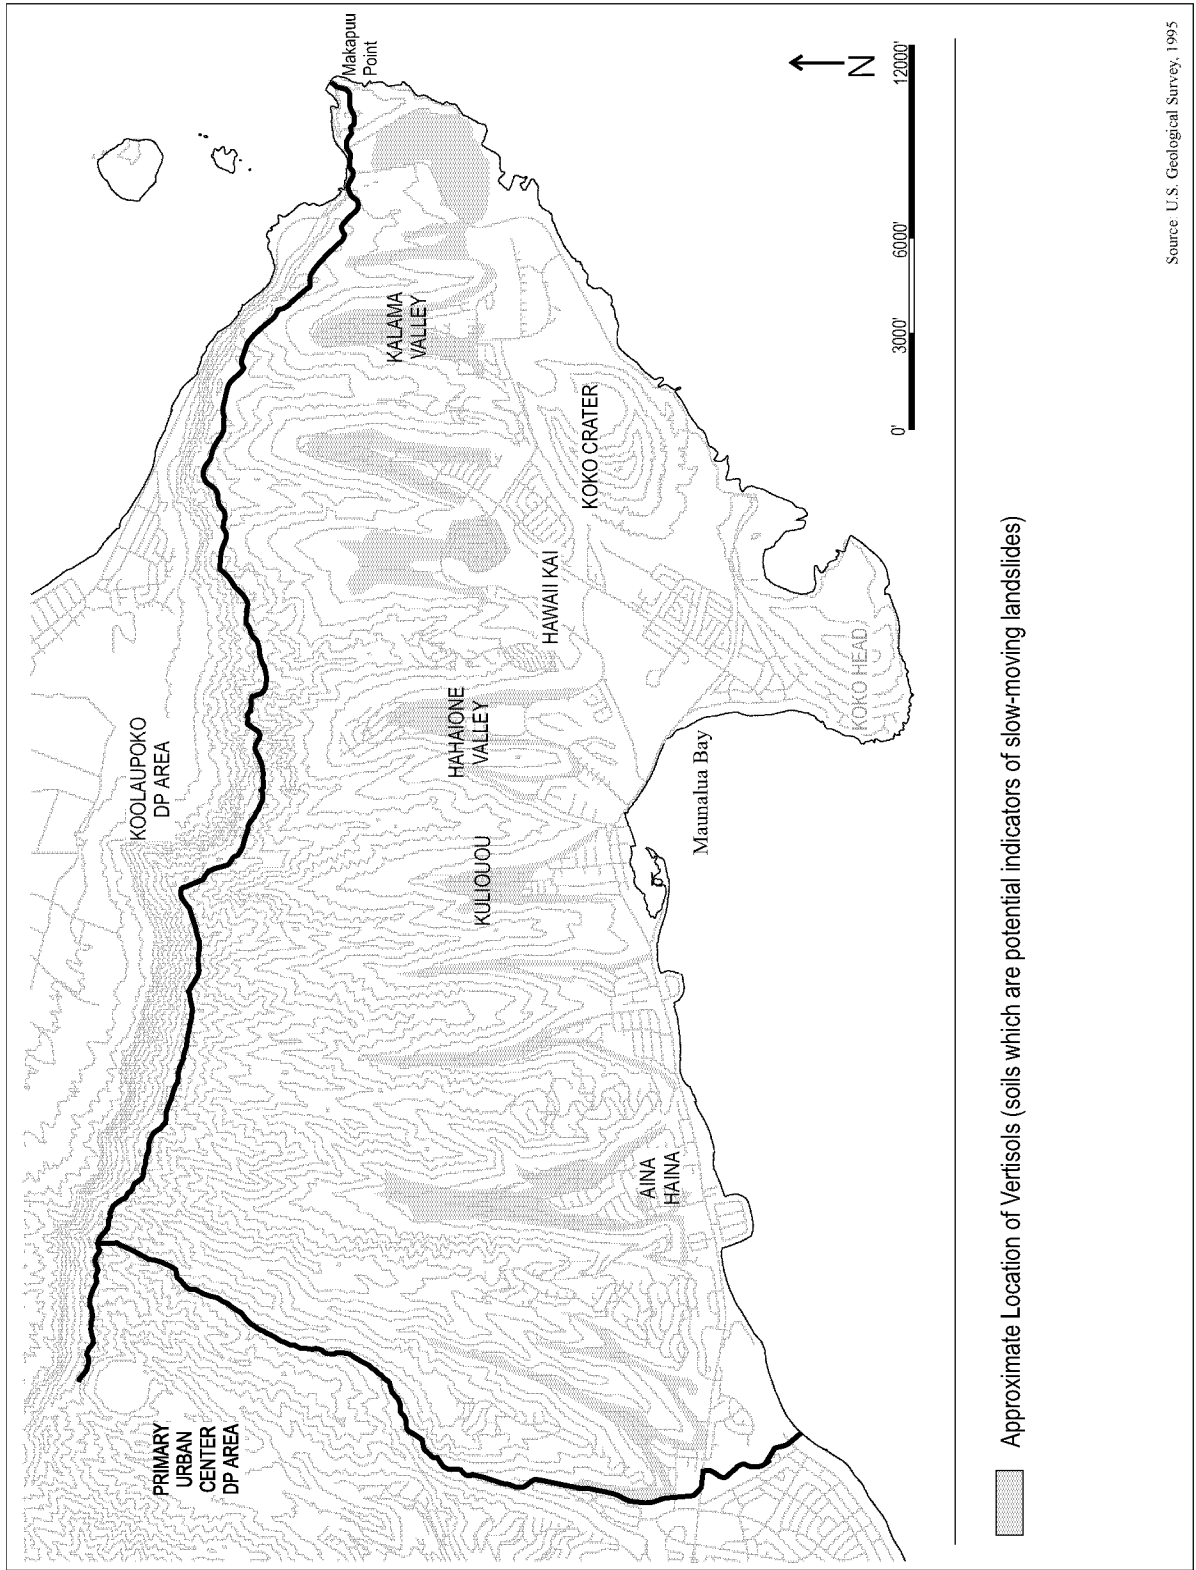 Makapuu
Point
KOOLAUPOKO
DP AREA
PRIMARY
URBAN
CENTER
DP AREA
KALAMA
VALLEY
KOKO CRATER
HAWAII KAI
HAHAIONE
VALLEY
KULIOUOU
AINA
HAINA
KOKO HEAD
Maunalua Bay
N
0' 3000' 6000' 12000'
Approximate Location of Vertisols (soils which are potential indicators of slow-moving landslides)
Source: U.S. Geological Survey, 1995